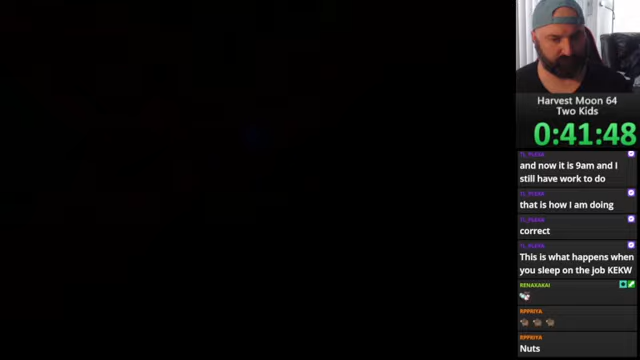 Harvest Moon 64
Two Kids
0:41:48
and now it is 9am and I
still have work to do
that is how I am doing
correct
This is what happens when
you sleep on the job KEKW
RENAXAKAI
RPPRIYA
RPPRIYA
Nuts